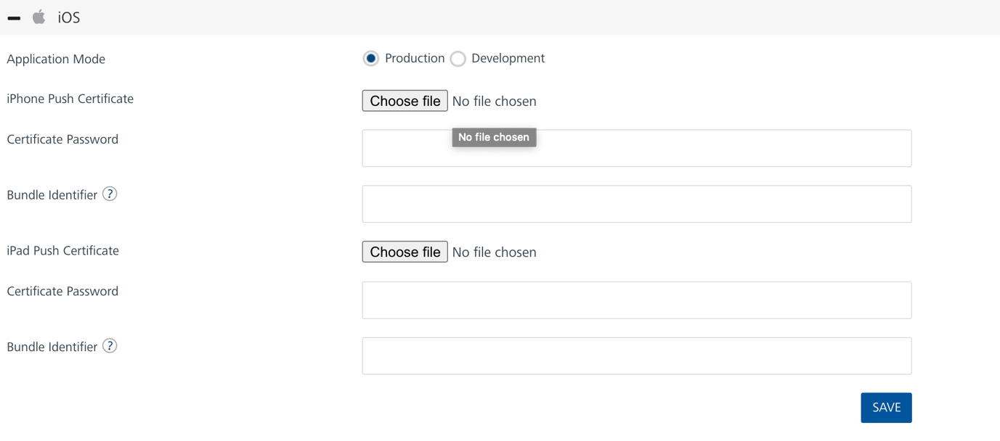 iOS
Application Mode Production Development
iPhone Push Certificate Choose file No file chosen
No file chosen
Certificate Password
Bundle Identifier ?
iPad Push Certificate Choose file No file chosen
Certificate Password
Bundle Identifier ?
SAVE